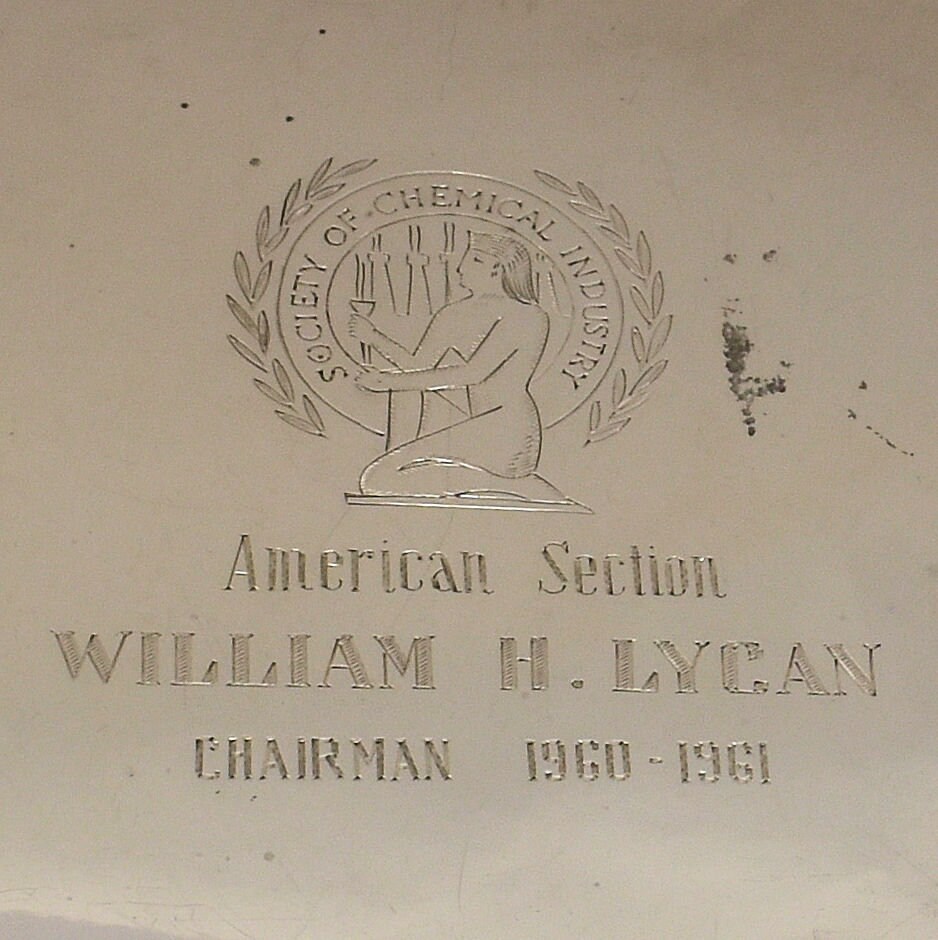 SOCIETY OF CHEMICAL INDUSTRY
American Section
WILLIAM H. LYCAN
CHAIRMAN 1960-1961